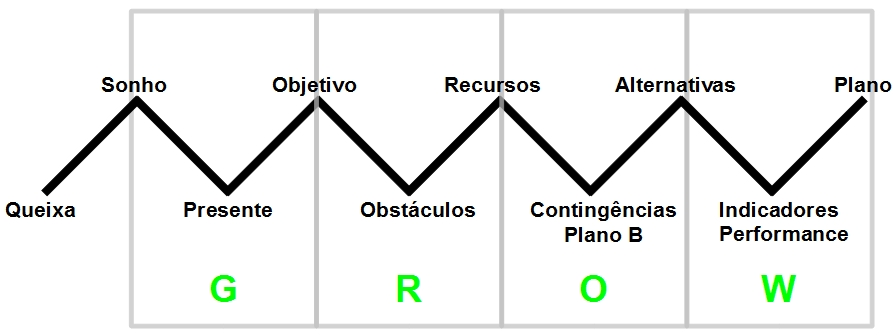 Sonho
Objetivo
Recursos
Alternativas
Plano
Queixa
Presente
Obstáculos
Contingências
Plano B
Indicadores
Performance
G
R
O
W